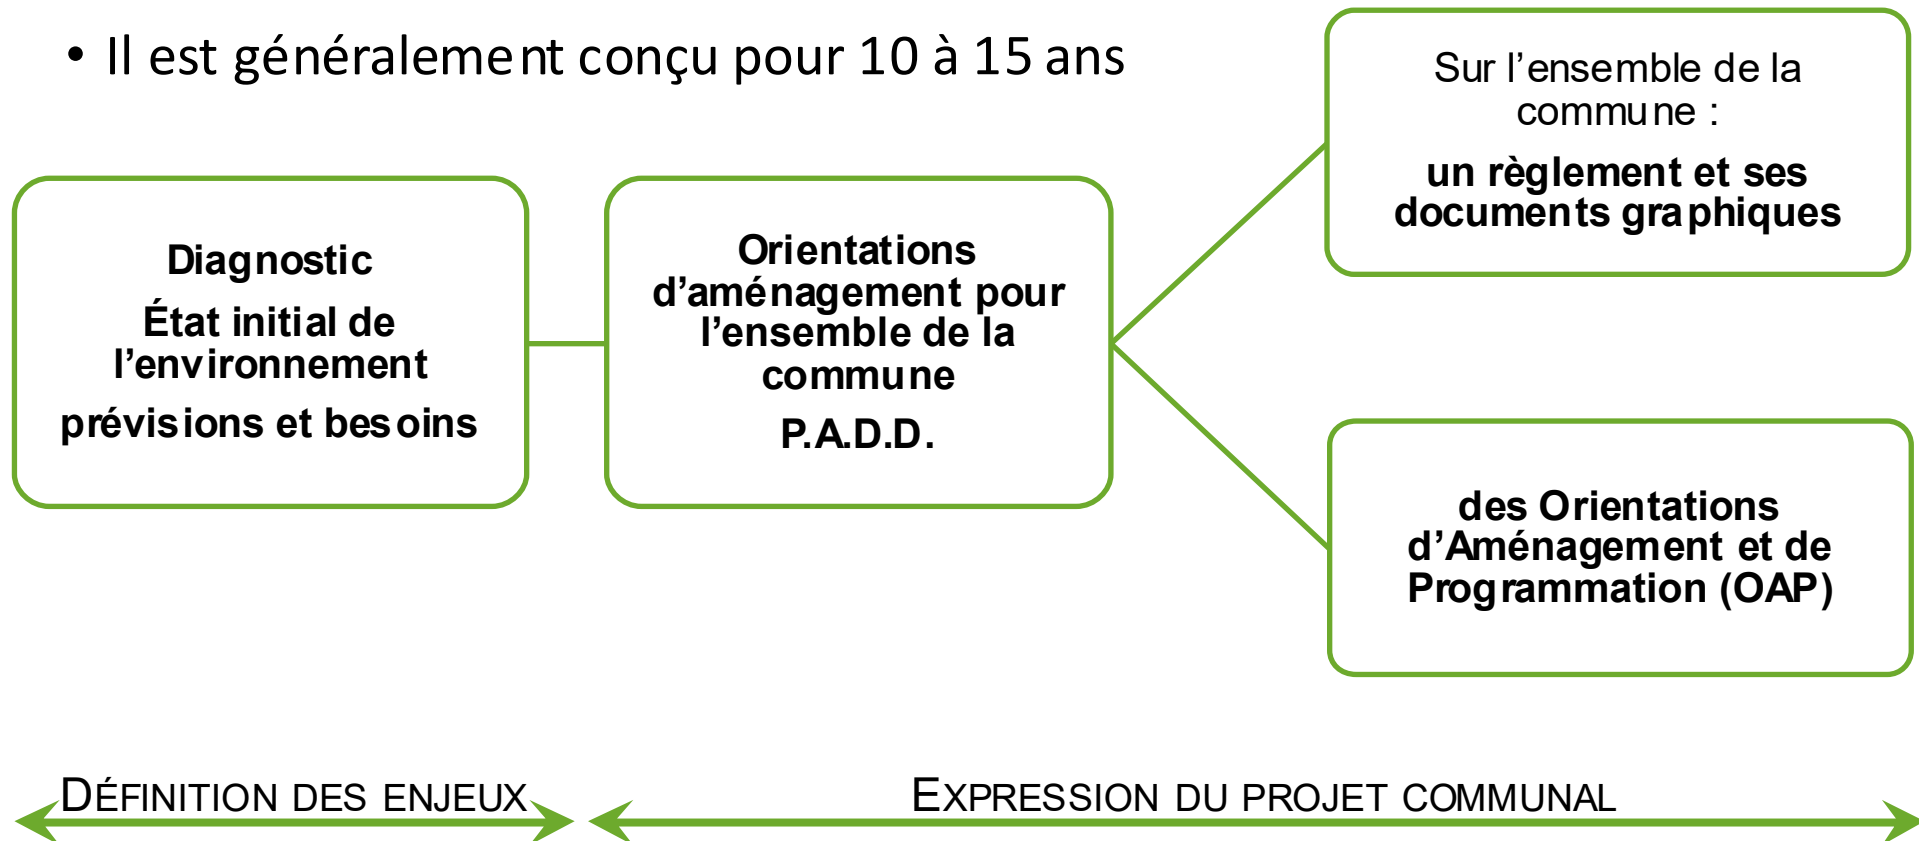 • Il est généralement conçu pour 10 à 15 ans
Diagnostic
État initial de
l’environnement
prévisions et besoins
Orientations
d’aménagement pour
l’ensemble de la
commune
P.A.D.D.
Sur l’ensemble de la
commune :
un règlement et ses
documents graphiques
des Orientations
d’Aménagement et de
Programmation (OAP)
DÉFINITION DES ENJEUX
EXPRESSION DU PROJET COMMUNAL